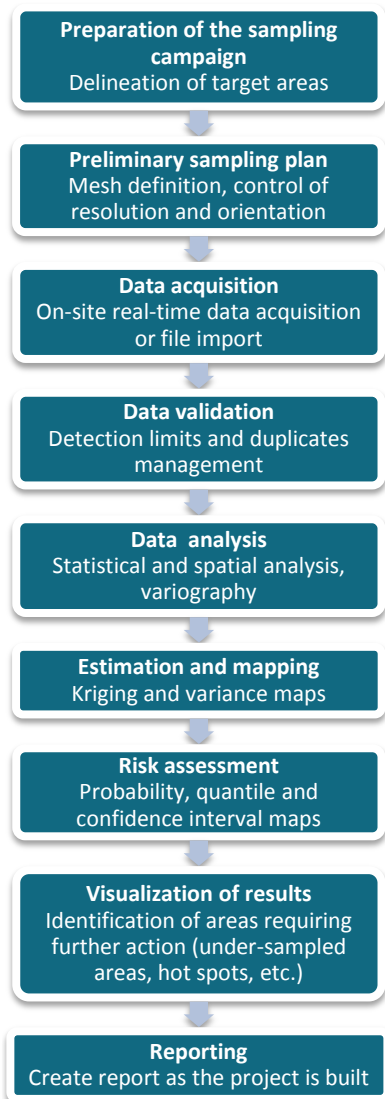 Preparation of the sampling
campaign
Delineation of target areas
Preliminary sampling plan
Mesh definition, control of
resolution and orientation
Data acquisition
On-site real-time data acquisition
or file import
Data validation
Detection limits and duplicates
management
Data analysis
Statistical and spatial analysis,
variography
Estimation and mapping
Kriging and variance maps
Risk assessment
Probability, quantile and
confidence interval maps
Visualization of results
Identification of areas requiring
further action (under-sampled
areas, hot spots, etc.)
Reporting
Create report as the project is built